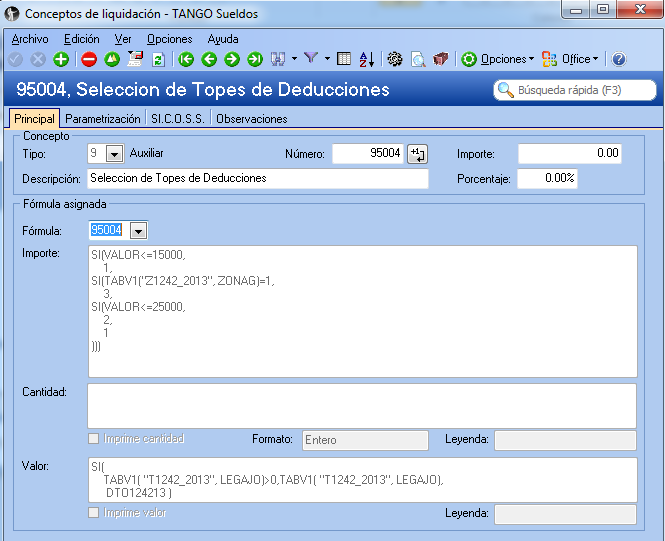 Conceptos de liquidación - TANGO Sueldos
Archivo Edición Ver Opciones Ayuda
Opciones Office
95004, Seleccion de Topes de Deducciones
Búsqueda rápida (F3)
Principal Parametrización SI.C.O.S.S. Observaciones
Concepto
Tipo: 9 Auxiliar Número: 95004 +1 Importe: 0.00
Descripción: Seleccion de Topes de Deducciones Porcentaje: 0.00%
Fórmula asignada
Fórmula: 95004
Importe: SI(VALOR<=15000,
1,
SI(TABV1("Z1242_2013", ZONAG)=1,
3,
SI(VALOR<=25000,
2,
1
)))
Cantidad:
Imprime cantidad Formato: Entero Leyenda:
Valor: SI(
TABV1( "T1242_2013", LEGAJO)>0,TABV1( "T1242_2013", LEGAJO),
DTO124213 )
Imprime valor Leyenda: